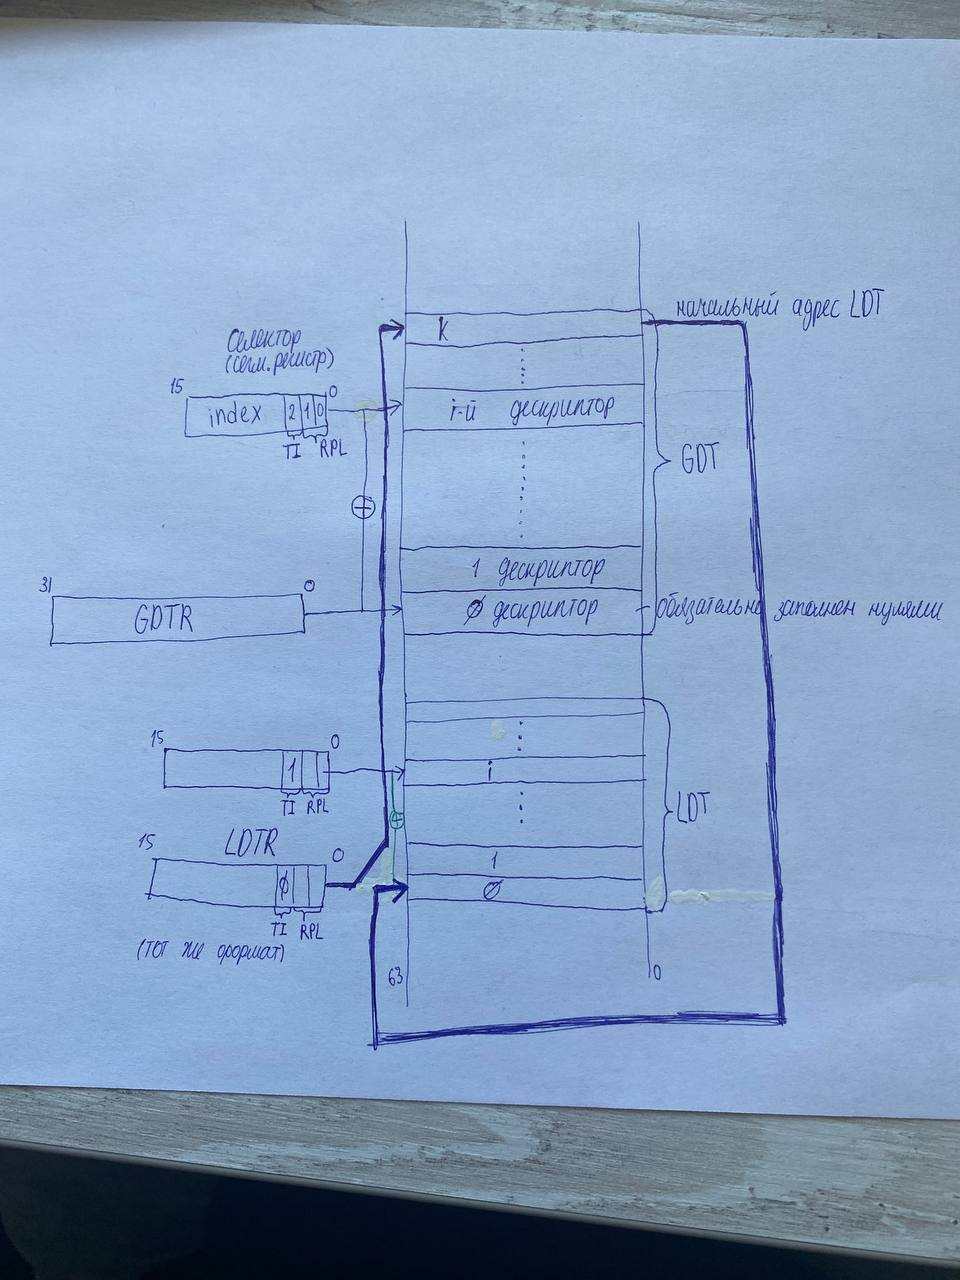 начальный адрес LDT
K
Селектор
(сегм. регистр)
15
0
index
2
1
0
TI
RPL
i-й дескриптор
GDT
1 дескриптор
31
0
GDTR
Ø дескриптор
обязательно заполнен нулями
15
0
1
TI
RPL
i
LDT
LDTR
15
0
1
Ø
Ø
TI
RPL
(тот же формат)
63
0